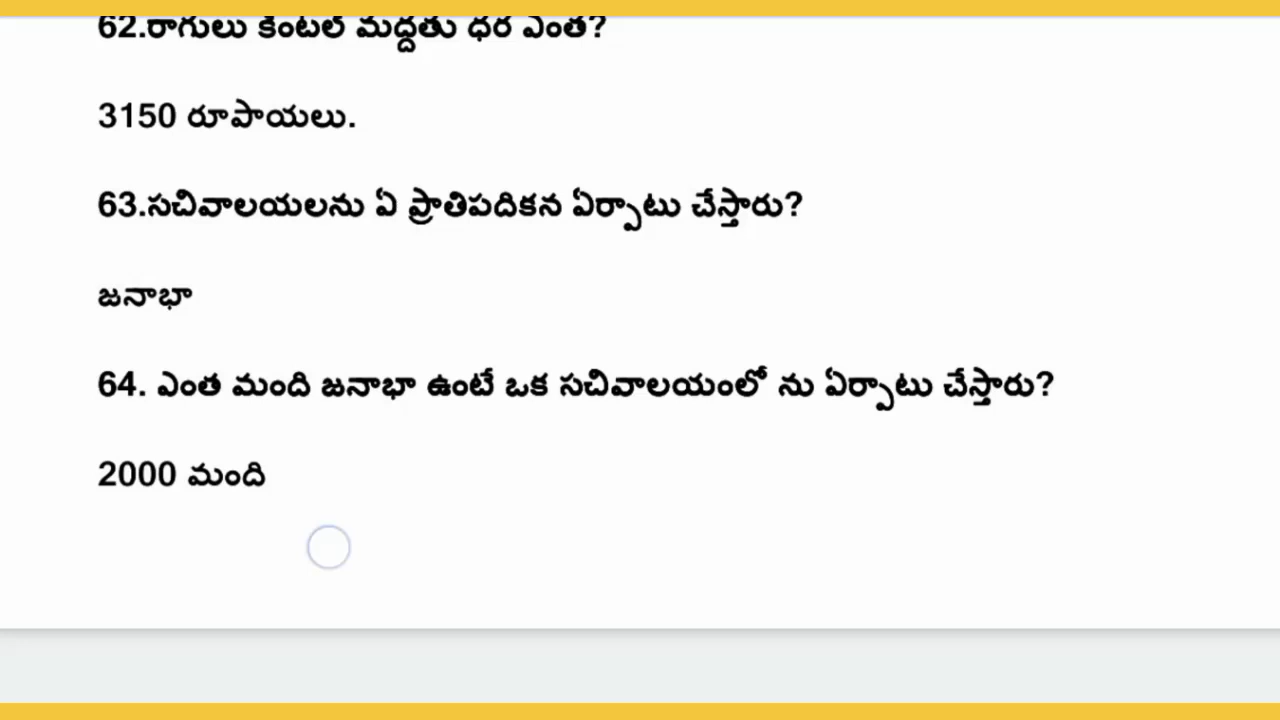 62.రాగులు కింటల్ మద్దతు ధర ఎంత?
3150 రూపాయలు.
63.సచివాలయలను ఏ ప్రాతిపదికన ఏర్పాటు చేస్తారు?
జనాభా
64. ఎంత మంది జనాభా ఉంటే ఒక సచివాలయంలో ను ఏర్పాటు చేస్తారు?
2000 మంది